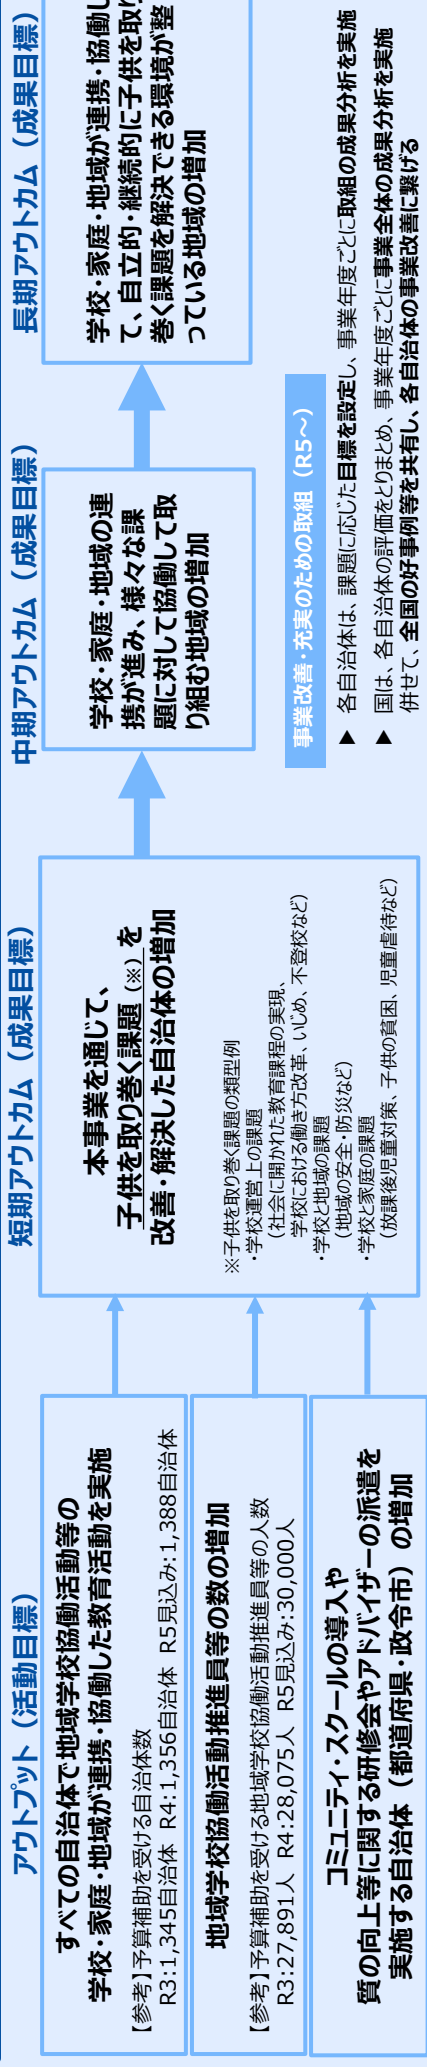 アウトプット（活動目標）
すべての自治体で地域学校協働活動等の
学校・家庭・地域が連携・協働した教育活動を実施
【参考】予算補助を受ける自治体数
R3:1,345自治体 R4:1,356自治体 R5見込み:1,388自治体
地域学校協働活動推進員等の数の増加
【参考】予算補助を受ける地域学校協働活動推進員等の人数
R3:27,891人 R4:28,075人 R5見込み:30,000人
コミュニティ・スクールの導入や
質の向上等に関する研修会やアドバイザーの派遣を
実施する自治体（都道府県・政令市）の増加
短期アウトカム（成果目標）
本事業を通じて、
子供を取り巻く課題（※）を
改善・解決した自治体の増加
※子供を取り巻く課題の類型例
・学校運営上の課題
（社会に開かれた教育課程の実現、
学校における働き方改革、いじめ、不登校など）
・学校と地域の課題
（地域の安全・防災など）
・学校と家庭の課題
（放課後児童対策、子供の貧困、児童虐待など）
中期アウトカム（成果目標）
学校・家庭・地域の連
携が進み、様々な課
題に対して協働して取
り組む地域の増加
長期アウトカム（成果目標）
学校・家庭・地域が連携・協働し
て、自立的・継続的に子供を取り
巻く課題を解決できる環境が整
っている地域の増加
事業改善・充実のための取組（R5～）
▶ 各自治体は、課題に応じた目標を設定し、事業年度ごとに取組の成果分析を実施
▶ 国は、各自治体の評価をとりまとめ、事業年度ごとに事業全体の成果分析を実施
併せて、全国の好事例等を共有し、各自治体の事業改善に繋げる